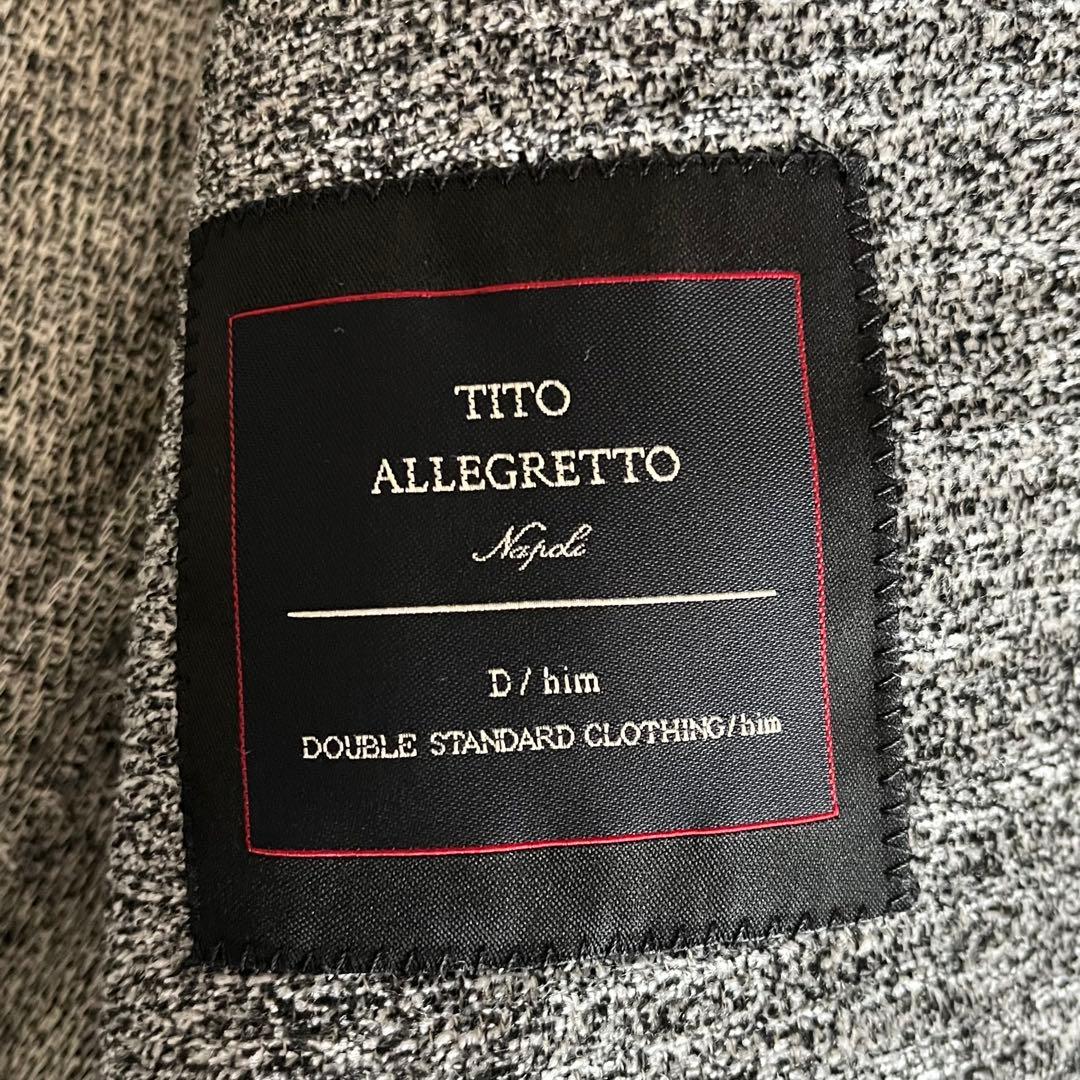 TITO
ALLEGRETTO
Napoli
D/him
DOUBLE STANDARD CLOTHING/him